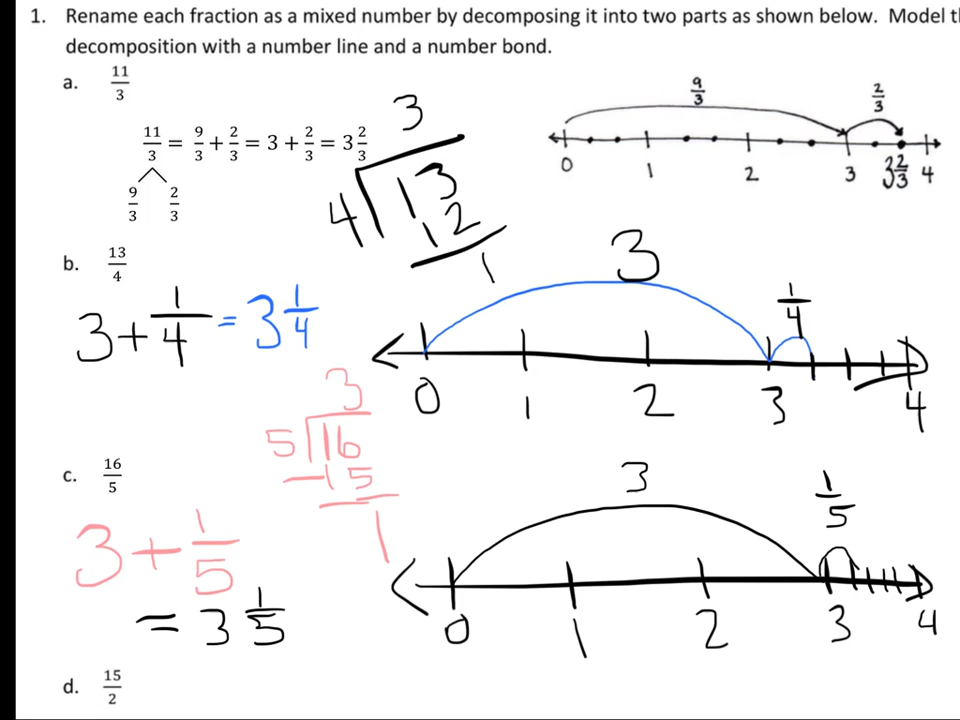 1. Rename each fraction as a mixed number by decomposing it into two parts as shown below. Model th
decomposition with a number line and a number bond.
a. 11/3
11/3 = 9/3 + 2/3 = 3 + 2/3 = 3 2/3
9/3 2/3
9/3 2/3
0 1 2 3 3 2/3 4
3
4 13
12
1
b. 13/4
3 + 1/4 = 3 1/4
3 1/4
0 1 2 3 4
3
5 16
-15
1
c. 16/5
3 + 1/5
= 3 1/5
3 1/5
0 1 2 3 4
d. 15/2